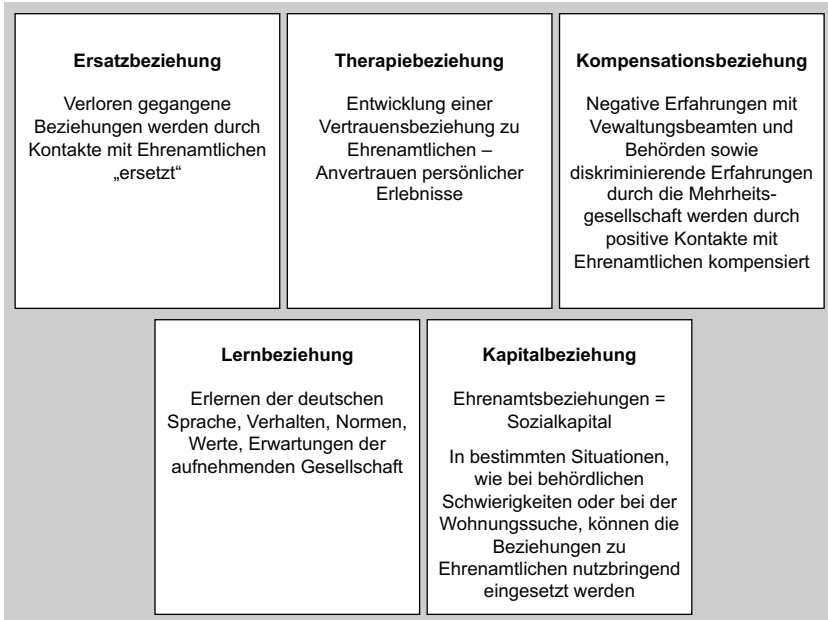 Ersatzbeziehung
Verloren gegangene
Beziehungen werden durch
Kontakte mit Ehrenamtlichen
„ersetzt“
Therapiebeziehung
Entwicklung einer
Vertrauensbeziehung zu
Ehrenamtlichen –
Anvertrauen persönlicher
Erlebnisse
Kompensationsbeziehung
Negative Erfahrungen mit
Vewaltungsbeamten und
Behörden sowie
diskriminierende Erfahrungen
durch die Mehrheits-
gesellschaft werden durch
positive Kontakte mit
Ehrenamtlichen kompensiert
Lernbeziehung
Erlernen der deutschen
Sprache, Verhalten, Normen,
Werte, Erwartungen der
aufnehmenden Gesellschaft
Kapitalbeziehung
Ehrenamtsbeziehungen =
Sozialkapital
In bestimmten Situationen,
wie bei behördlichen
Schwierigkeiten oder bei der
Wohnungssuche, können die
Beziehungen zu
Ehrenamtlichen nutzbringend
eingesetzt werden